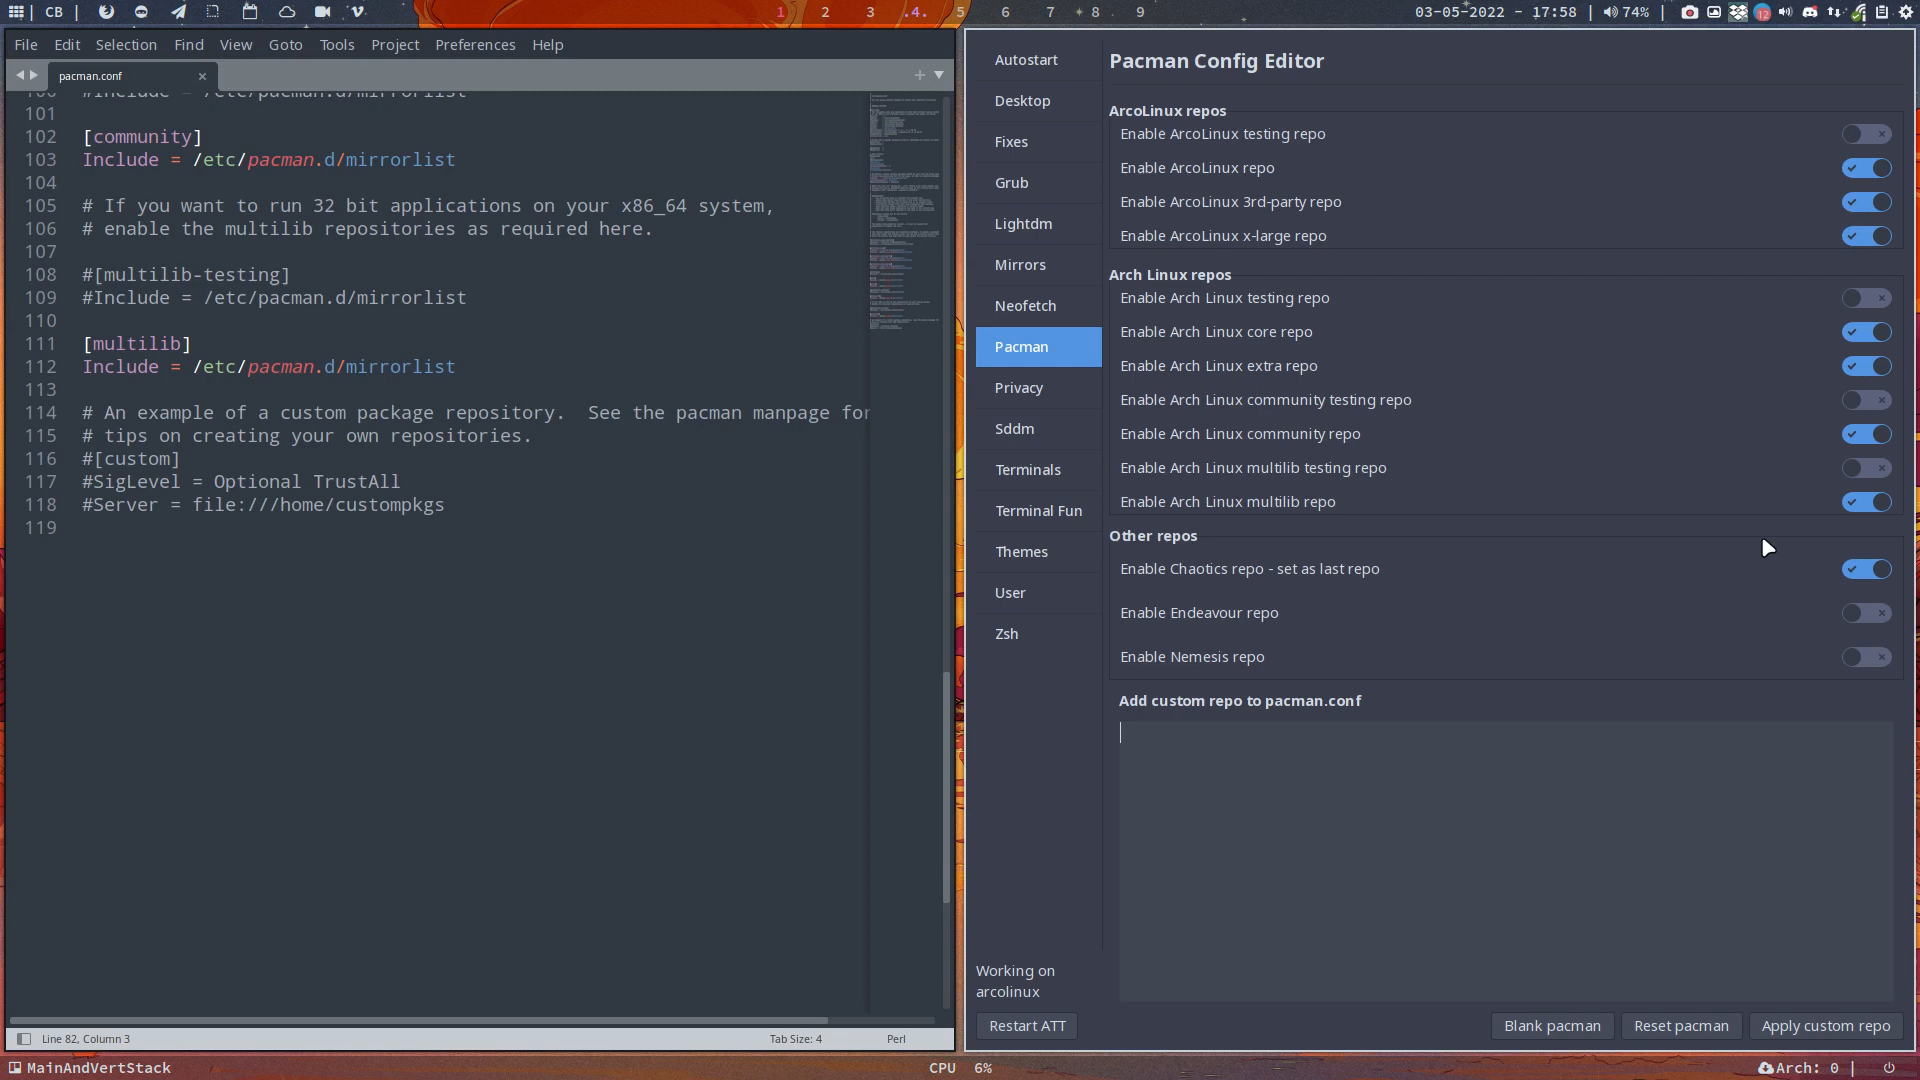 CB
1 2 3 .4. 5 6 7 8 9
03-05-2022 - 17:58 | 74% |
12
File Edit Selection Find View Goto Tools Project Preferences Help
pacman.conf
100 #Include = /etc/pacman.d/mirrorlist
101
102 [community]
103 Include = /etc/pacman.d/mirrorlist
104
105 # If you want to run 32 bit applications on your x86_64 system,
106 # enable the multilib repositories as required here.
107
108 #[multilib-testing]
109 #Include = /etc/pacman.d/mirrorlist
110
111 [multilib]
112 Include = /etc/pacman.d/mirrorlist
113
114 # An example of a custom package repository.  See the pacman manpage for
115 # tips on creating your own repositories.
116 #[custom]
117 #SigLevel = Optional TrustAll
118 #Server = file:///home/custompkgs
119
Line 82, Column 3
Tab Size: 4
Perl
Autostart
Desktop
Fixes
Grub
Lightdm
Mirrors
Neofetch
Pacman
Privacy
Sddm
Terminals
Terminal Fun
Themes
User
Zsh
Working on
arcolinux
Restart ATT
Pacman Config Editor
ArcoLinux repos
Enable ArcoLinux testing repo
Enable ArcoLinux repo
Enable ArcoLinux 3rd-party repo
Enable ArcoLinux x-large repo
Arch Linux repos
Enable Arch Linux testing repo
Enable Arch Linux core repo
Enable Arch Linux extra repo
Enable Arch Linux community testing repo
Enable Arch Linux community repo
Enable Arch Linux multilib testing repo
Enable Arch Linux multilib repo
Other repos
Enable Chaotics repo - set as last repo
Enable Endeavour repo
Enable Nemesis repo
Add custom repo to pacman.conf
Blank pacman
Reset pacman
Apply custom repo
MainAndVertStack
CPU 6%
Arch: 0 |